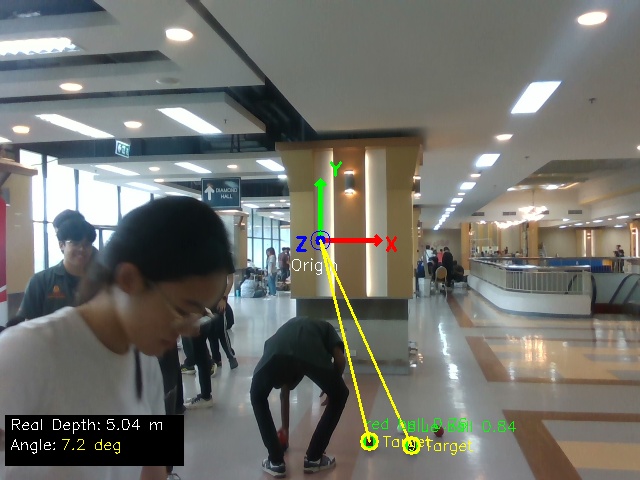 DIAMOND
HALL
Y
Z
X
Origin
Real Depth: 5.04 m
Angle: 7.2 deg
0.84
Target
Target